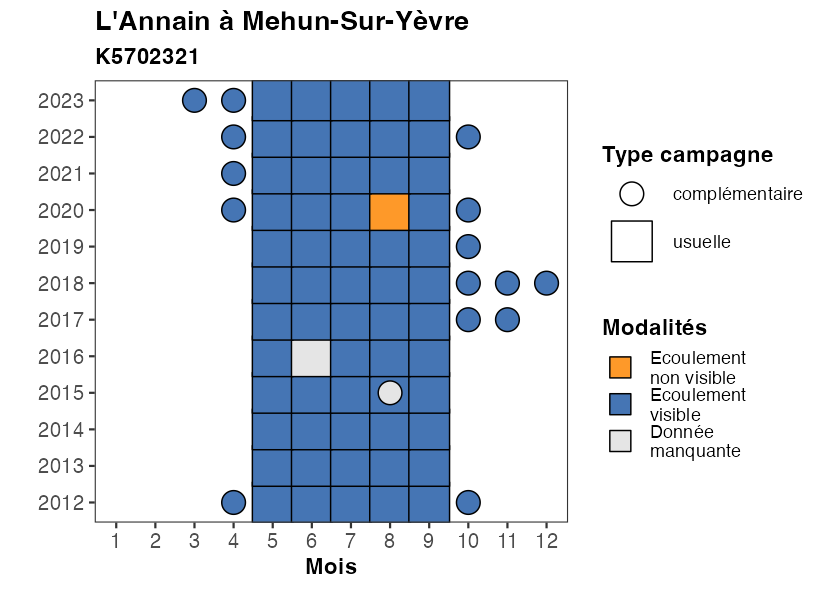 L'Annain à Mehun-Sur-Yèvre
K5702321
2023
2022
2021
2020
2019
2018
2017
2016
2015
2014
2013
2012
1 2 3 4 5 6 7 8 9 10 11 12
Mois
Type campagne
complémentaire
usuelle
Modalités
Ecoulement
non visible
Ecoulement
visible
Donnée
manquante